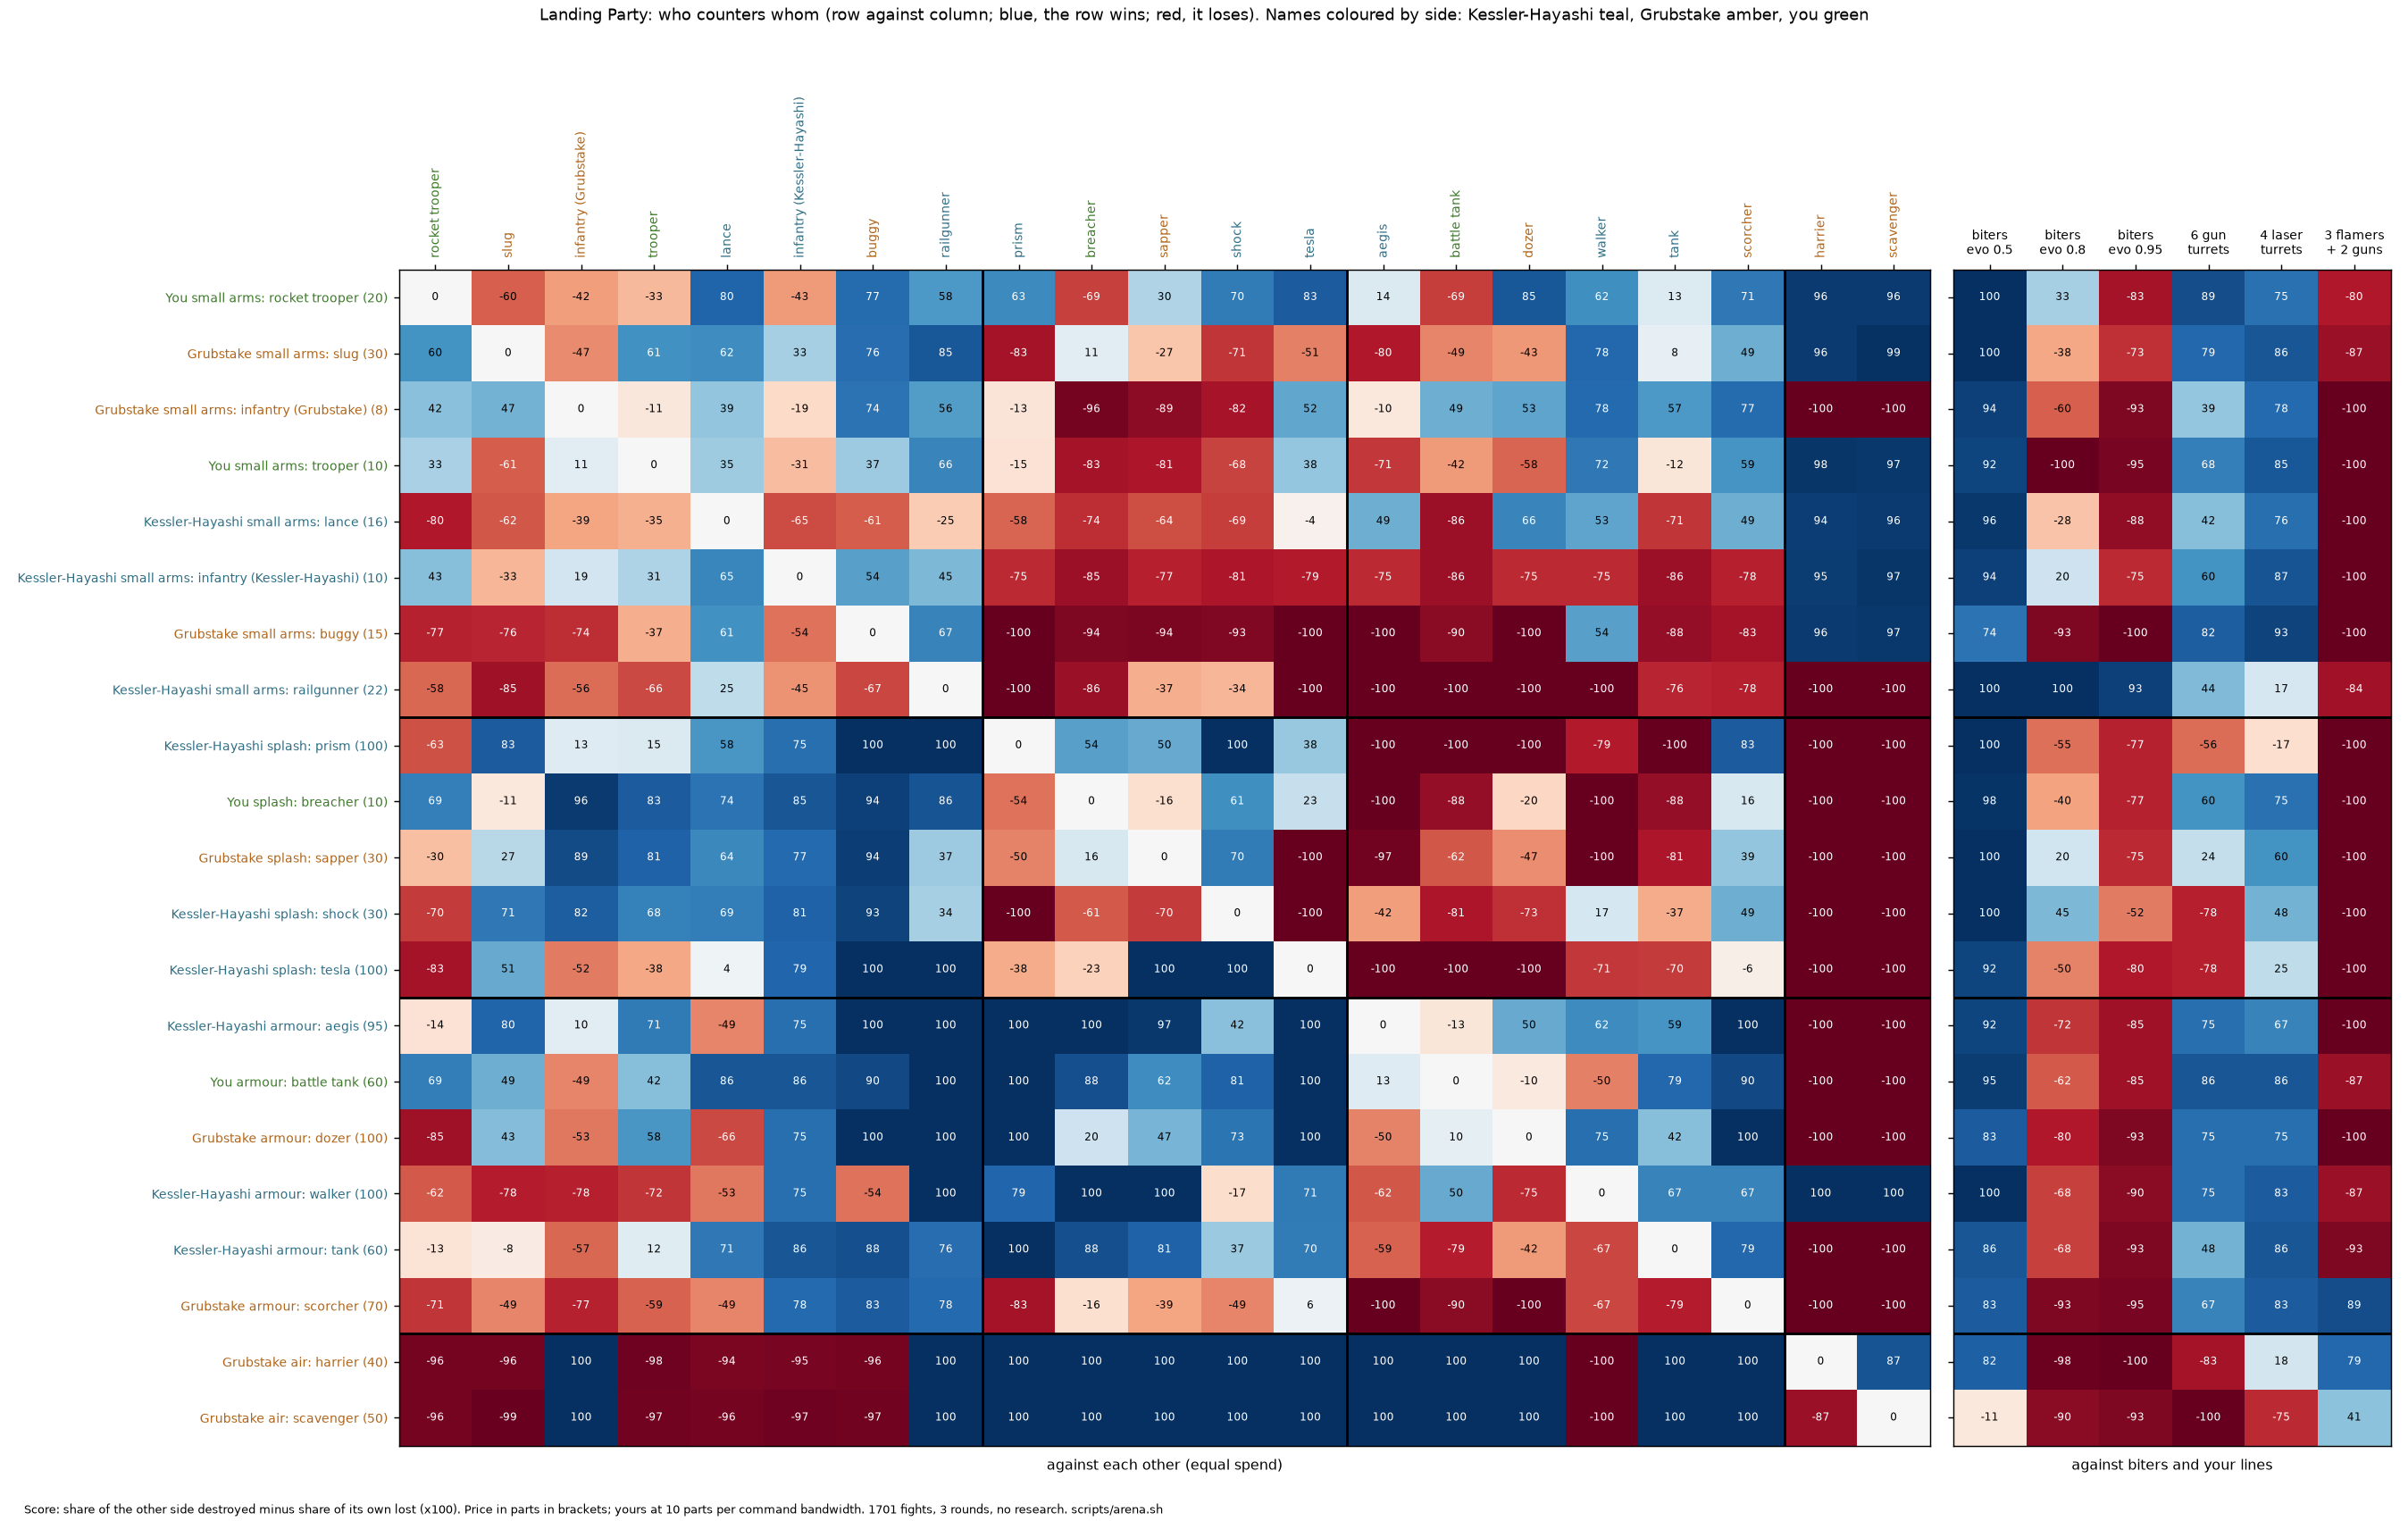 Landing Party: who counters whom (row against column; blue, the row wins; red, it loses). Names coloured by side: Kessler-Hayashi teal, Grubstake amber, you green
rocket trooper
slug
infantry (Grubstake)
trooper
lance
infantry (Kessler-Hayashi)
buggy
railgunner
prism
breacher
sapper
shock
tesla
aegis
battle tank
dozer
walker
tank
scorcher
harrier
scavenger
biters
evo 0.5
biters
evo 0.8
biters
evo 0.95
6 gun
turrets
4 laser
turrets
3 flamers
+ 2 guns
You small arms: rocket trooper (20) 0 -60 -42 -33 80 -43 77 58 63 -69 30 70 83 14 -69 85 62 13 71 96 96 100 33 -83 89 75 -80
Grubstake small arms: slug (30) 60 0 -47 61 62 33 76 85 -83 11 -27 -71 -51 -80 -49 -43 78 8 49 96 99 100 -38 -73 79 86 -87
Grubstake small arms: infantry (Grubstake) (8) 42 47 0 -11 39 -19 74 56 -13 -96 -89 -82 52 -10 49 53 78 57 77 -100 -100 94 -60 -93 39 78 -100
You small arms: trooper (10) 33 -61 11 0 35 -31 37 66 -15 -83 -81 -68 38 -71 -42 -58 72 -12 59 98 97 92 -100 -95 68 85 -100
Kessler-Hayashi small arms: lance (16) -80 -62 -39 -35 0 -65 -61 -25 -58 -74 -64 -69 -4 49 -86 66 53 -71 49 94 96 96 -28 -88 42 76 -100
Kessler-Hayashi small arms: infantry (Kessler-Hayashi) (10) 43 -33 19 31 65 0 54 45 -75 -85 -77 -81 -79 -75 -86 -75 -75 -86 -78 95 97 94 20 -75 60 87 -100
Grubstake small arms: buggy (15) -77 -76 -74 -37 61 -54 0 67 -100 -94 -94 -93 -100 -100 -90 -100 54 -88 -83 96 97 74 -93 -100 82 93 -100
Kessler-Hayashi small arms: railgunner (22) -58 -85 -56 -66 25 -45 -67 0 -100 -86 -37 -34 -100 -100 -100 -100 -100 -76 -78 -100 -100 100 100 93 44 17 -84
Kessler-Hayashi splash: prism (100) -63 83 13 15 58 75 100 100 0 54 50 100 38 -100 -100 -100 -79 -100 83 -100 -100 100 -55 -77 -56 -17 -100
You splash: breacher (10) 69 -11 96 83 74 85 94 86 -54 0 -16 61 23 -100 -88 -20 -100 -88 16 -100 -100 98 -40 -77 60 75 -100
Grubstake splash: sapper (30) -30 27 89 81 64 77 94 37 -50 16 0 70 -100 -97 -62 -47 -100 -81 39 -100 -100 100 20 -75 24 60 -100
Kessler-Hayashi splash: shock (30) -70 71 82 68 69 81 93 34 -100 -61 -70 0 -100 -42 -81 -73 17 -37 49 -100 -100 100 45 -52 -78 48 -100
Kessler-Hayashi splash: tesla (100) -83 51 -52 -38 4 79 100 100 -38 -23 100 100 0 -100 -100 -100 -71 -70 -6 -100 -100 92 -50 -80 -78 25 -100
Kessler-Hayashi armour: aegis (95) -14 80 10 71 -49 75 100 100 100 100 97 42 100 0 -13 50 62 59 100 -100 -100 92 -72 -85 75 67 -100
You armour: battle tank (60) 69 49 -49 42 86 86 90 100 100 88 62 81 100 13 0 -10 -50 79 90 -100 -100 95 -62 -85 86 86 -87
Grubstake armour: dozer (100) -85 43 -53 58 -66 75 100 100 100 20 47 73 100 -50 10 0 75 42 100 -100 -100 83 -80 -93 75 75 -100
Kessler-Hayashi armour: walker (100) -62 -78 -78 -72 -53 75 -54 100 79 100 100 -17 71 -62 50 -75 0 67 67 100 100 100 -68 -90 75 83 -87
Kessler-Hayashi armour: tank (60) -13 -8 -57 12 71 86 88 76 100 88 81 37 70 -59 -79 -42 -67 0 79 -100 -100 86 -68 -93 48 86 -93
Grubstake armour: scorcher (70) -71 -49 -77 -59 -49 78 83 78 -83 -16 -39 -49 6 -100 -90 -100 -67 -79 0 -100 -100 83 -93 -95 67 83 89
Grubstake air: harrier (40) -96 -96 100 -98 -94 -95 -96 100 100 100 100 100 100 100 100 100 -100 100 100 0 87 82 -98 -100 -83 18 79
Grubstake air: scavenger (50) -96 -99 100 -97 -96 -97 -97 100 100 100 100 100 100 100 100 100 -100 100 100 -87 0 -11 -90 -93 -100 -75 41
against each other (equal spend)
against biters and your lines
Score: share of the other side destroyed minus share of its own lost (x100). Price in parts in brackets; yours at 10 parts per command bandwidth. 1701 fights, 3 rounds, no research. scripts/arena.sh